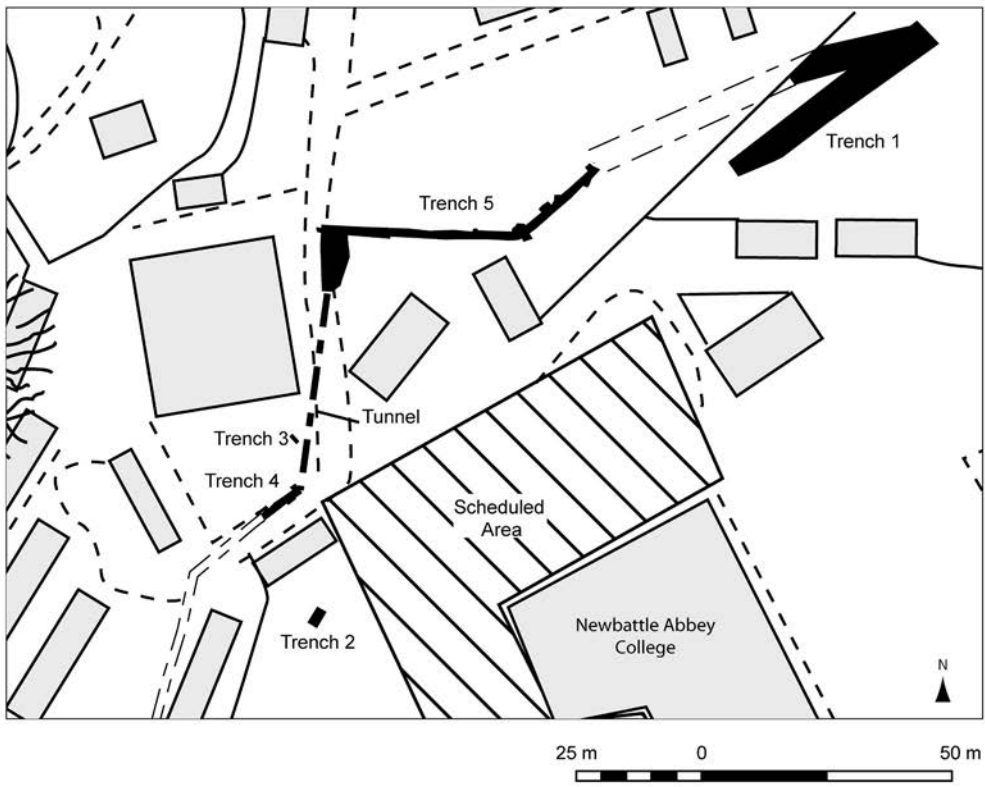 Trench 1
Trench 5
Tunnel
Trench 3
Trench 4
Scheduled
Area
Newbattle Abbey
College
Trench 2
N
25 m
0
50 m